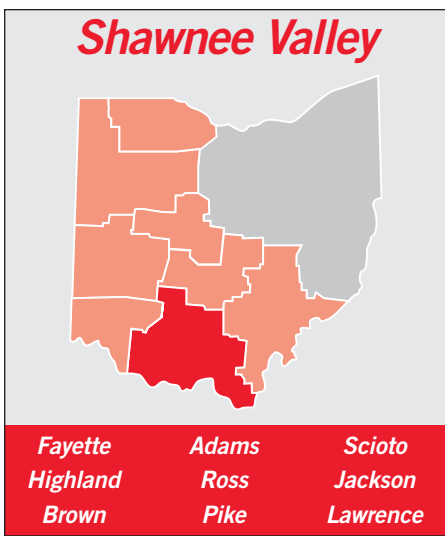 Shawnee Valley
Fayette Adams Scioto
Highland Ross Jackson
Brown Pike Lawrence